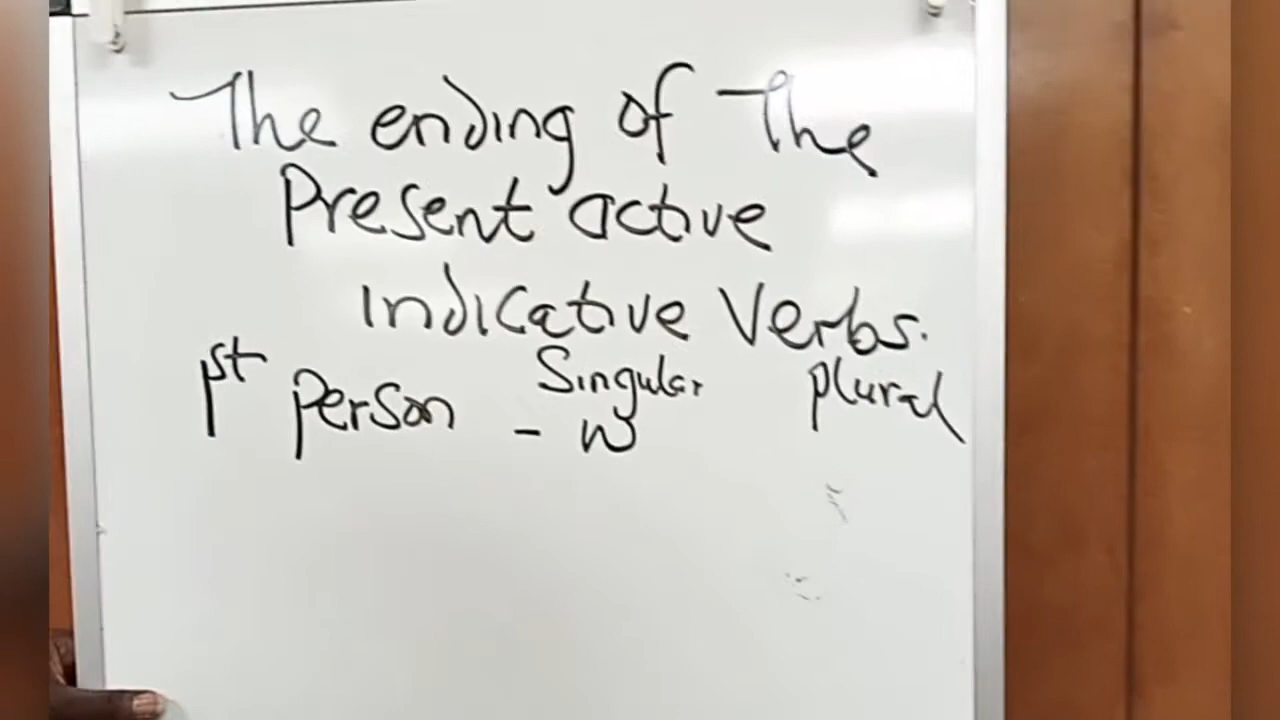 The ending of The
Present active
indicative Verbs.
Singular plural
1st person - ω